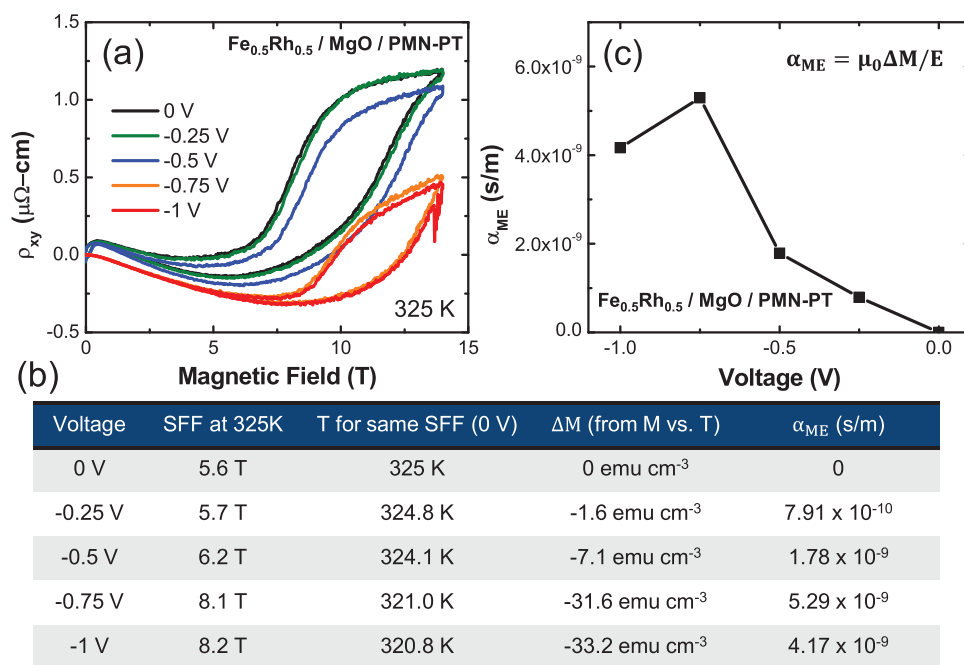 (a)
Fe0.5Rh0.5 / MgO / PMN-PT
0 V
-0.25 V
-0.5 V
-0.75 V
-1 V
325 K
1.5
1.0
0.5
0.0
-0.5
ρxy (μΩ–cm)
0 5 10 15
Magnetic Field (T)
(c)
αME = μ0ΔM/E
6.0x10-9
4.0x10-9
2.0x10-9
0.0
αME (s/m)
Fe0.5Rh0.5 / MgO / PMN-PT
-1.0 -0.5 0.0
Voltage (V)
(b)
Voltage SFF at 325K T for same SFF (0 V) ΔM (from M vs. T) αME (s/m)
0 V 5.6 T 325 K 0 emu cm-3 0
-0.25 V 5.7 T 324.8 K -1.6 emu cm-3 7.91 x 10-10
-0.5 V 6.2 T 324.1 K -7.1 emu cm-3 1.78 x 10-9
-0.75 V 8.1 T 321.0 K -31.6 emu cm-3 5.29 x 10-9
-1 V 8.2 T 320.8 K -33.2 emu cm-3 4.17 x 10-9